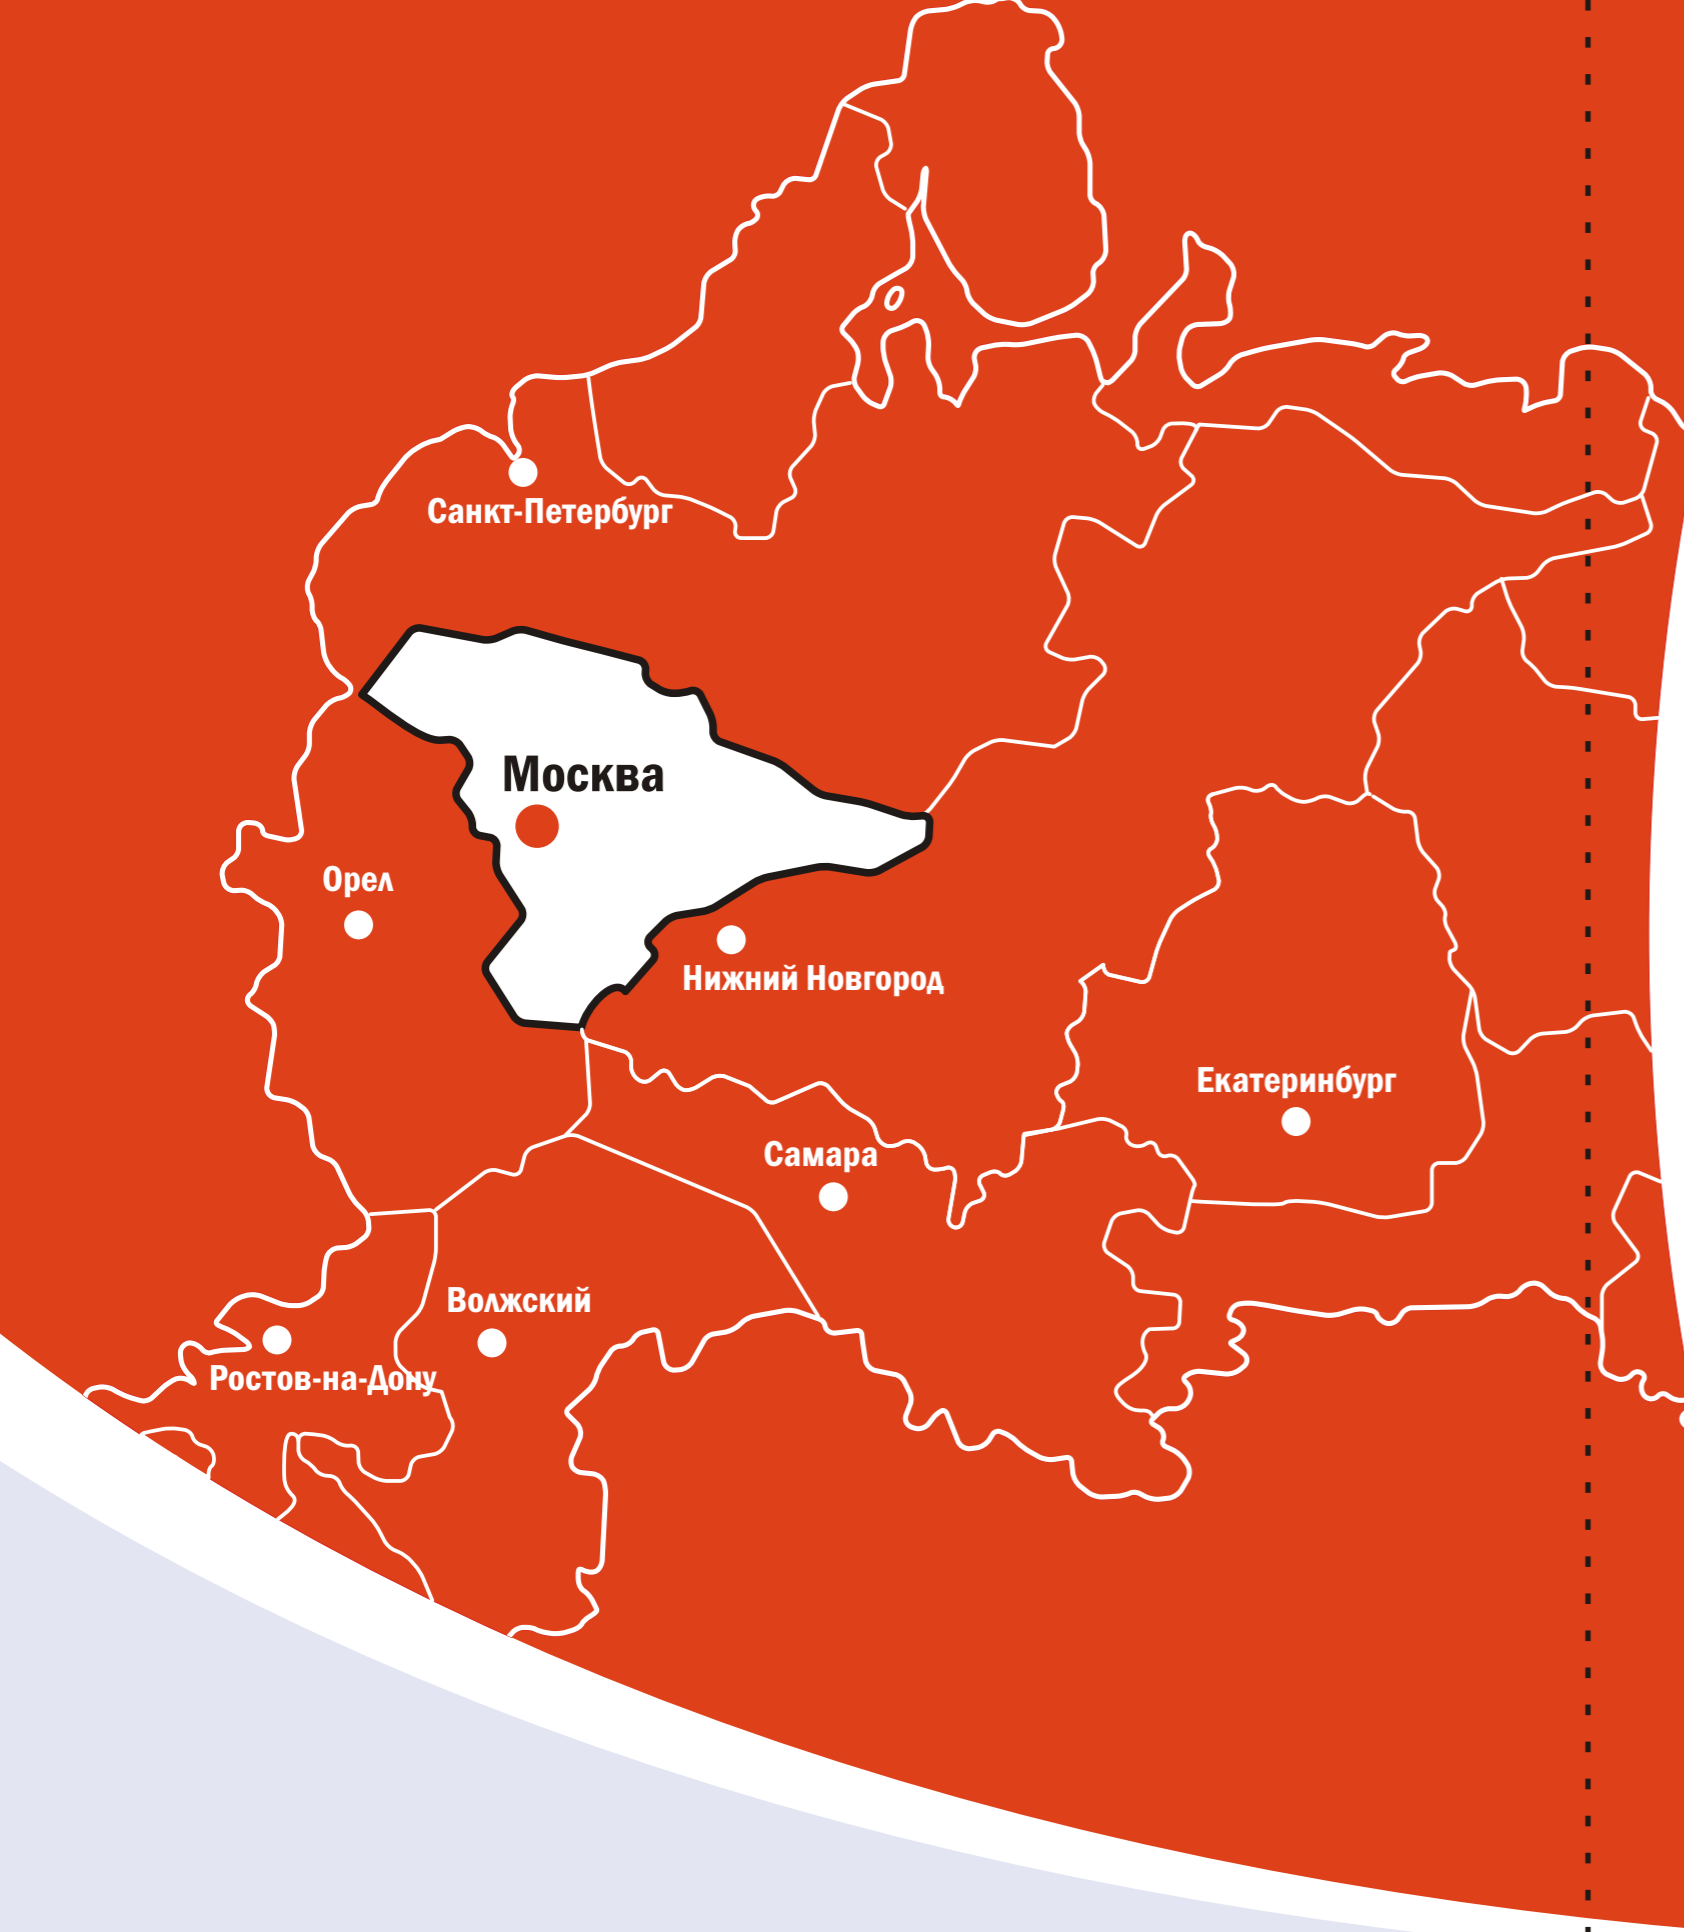 Санкт-Петербург
Москва
Орел
Нижний Новгород
Екатеринбург
Самара
Волжский
Ростов-на-Дону